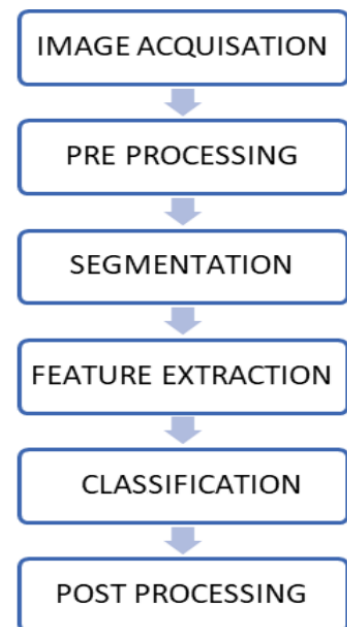 IMAGE ACQUISATION
PRE PROCESSING
SEGMENTATION
FEATURE EXTRACTION
CLASSIFICATION
POST PROCESSING